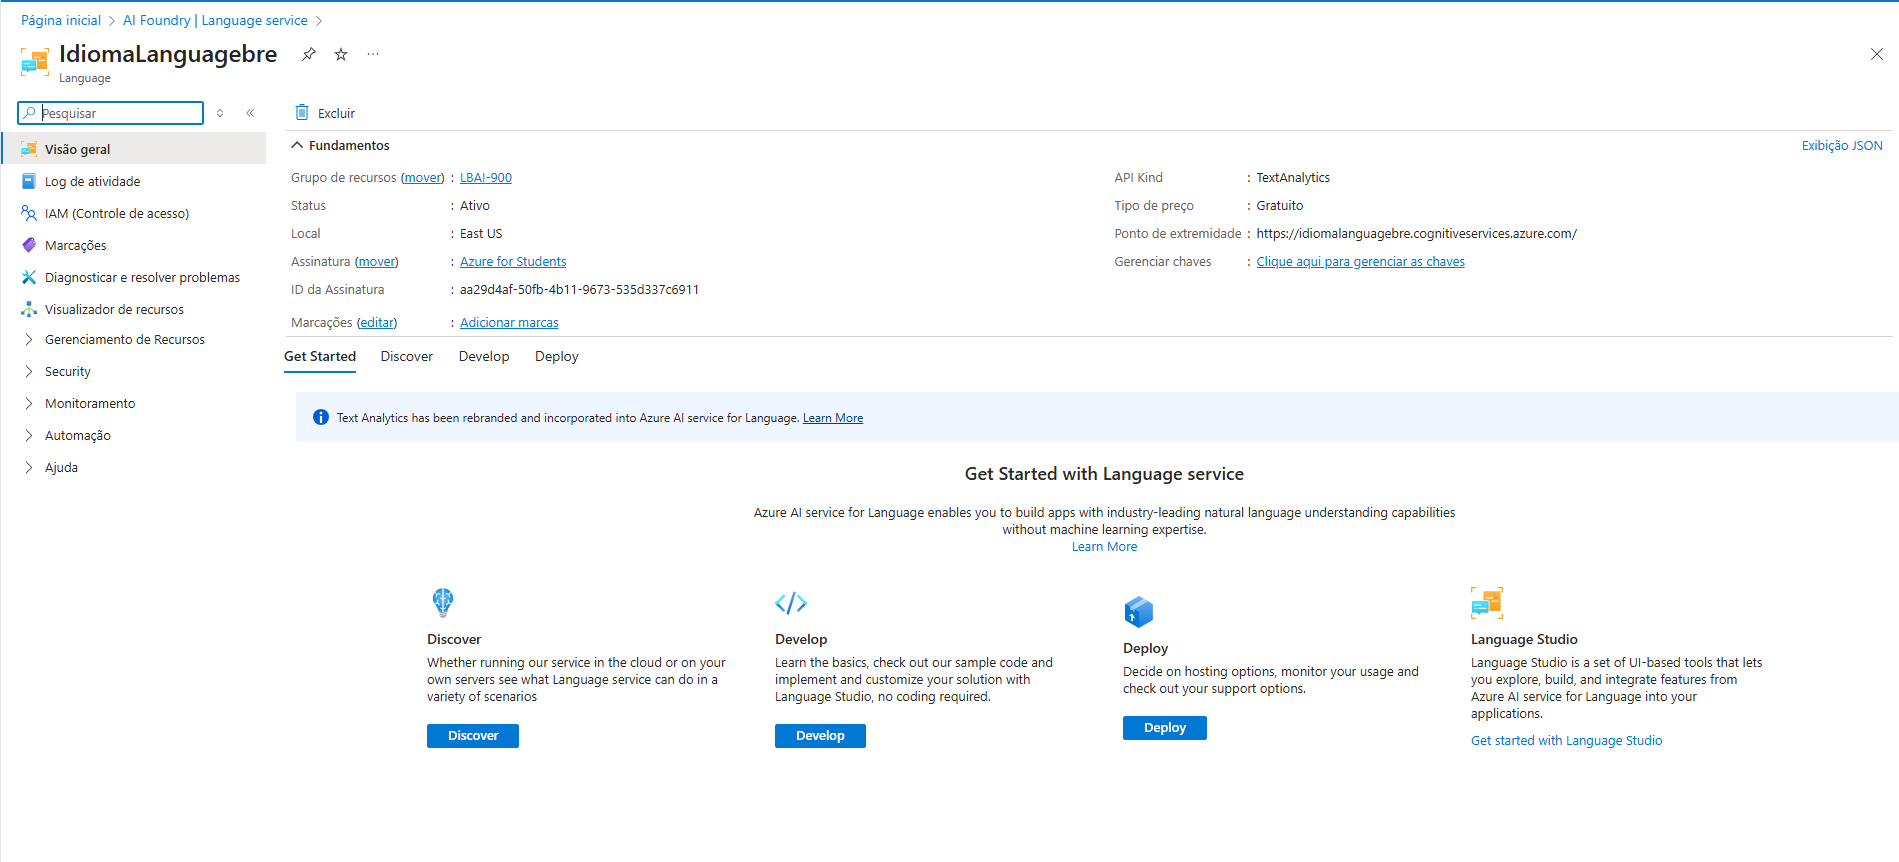 Página inicial > AI Foundry | Language service >
IdiomaLanguagebre
Language
Pesquisar
Excluir
Visão geral
Log de atividade
IAM (Controle de acesso)
Marcações
Diagnosticar e resolver problemas
Visualizador de recursos
Gerenciamento de Recursos
Security
Monitoramento
Automação
Ajuda
Fundamentos
Exibição JSON
Grupo de recursos (mover) : LBAI-900
Status : Ativo
Local : East US
Assinatura (mover) : Azure for Students
ID da Assinatura : aa29d4af-50fb-4b11-9673-535d337c6911
Marcações (editar) : Adicionar marcas
API Kind : TextAnalytics
Tipo de preço : Gratuito
Ponto de extremidade : https://idiomalanguagebre.cognitiveservices.azure.com/
Gerenciar chaves : Clique aqui para gerenciar as chaves
Get Started Discover Develop Deploy
Text Analytics has been rebranded and incorporated into Azure AI service for Language. Learn More
Get Started with Language service
Azure AI service for Language enables you to build apps with industry-leading natural language understanding capabilities
without machine learning expertise.
Learn More
Discover
Whether running our service in the cloud or on your
own servers see what Language service can do in a
variety of scenarios
Discover
Develop
Learn the basics, check out our sample code and
implement and customize your solution with
Language Studio, no coding required.
Develop
Deploy
Decide on hosting options, monitor your usage and
check out your support options.
Deploy
Language Studio
Language Studio is a set of UI-based tools that lets
you explore, build, and integrate features from
Azure AI service for Language into your
applications.
Get started with Language Studio